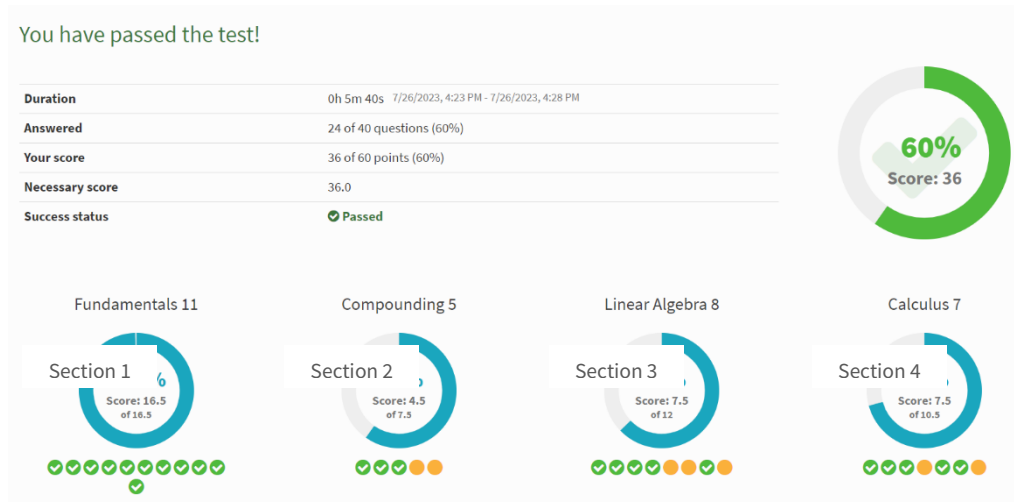 You have passed the test!
Duration 0h 5m 40s 7/26/2023, 4:23 PM - 7/26/2023, 4:28 PM
Answered 24 of 40 questions (60%)
Your score 36 of 60 points (60%)
Necessary score 36.0
Success status Passed
60%
Score: 36
Fundamentals 11 Compounding 5 Linear Algebra 8 Calculus 7
Section 1 % Section 2 Section 3 Section 4
Score: 16.5 Score: 4.5 Score: 7.5 Score: 7.5
of 16.5 of 7.5 of 12 of 10.5